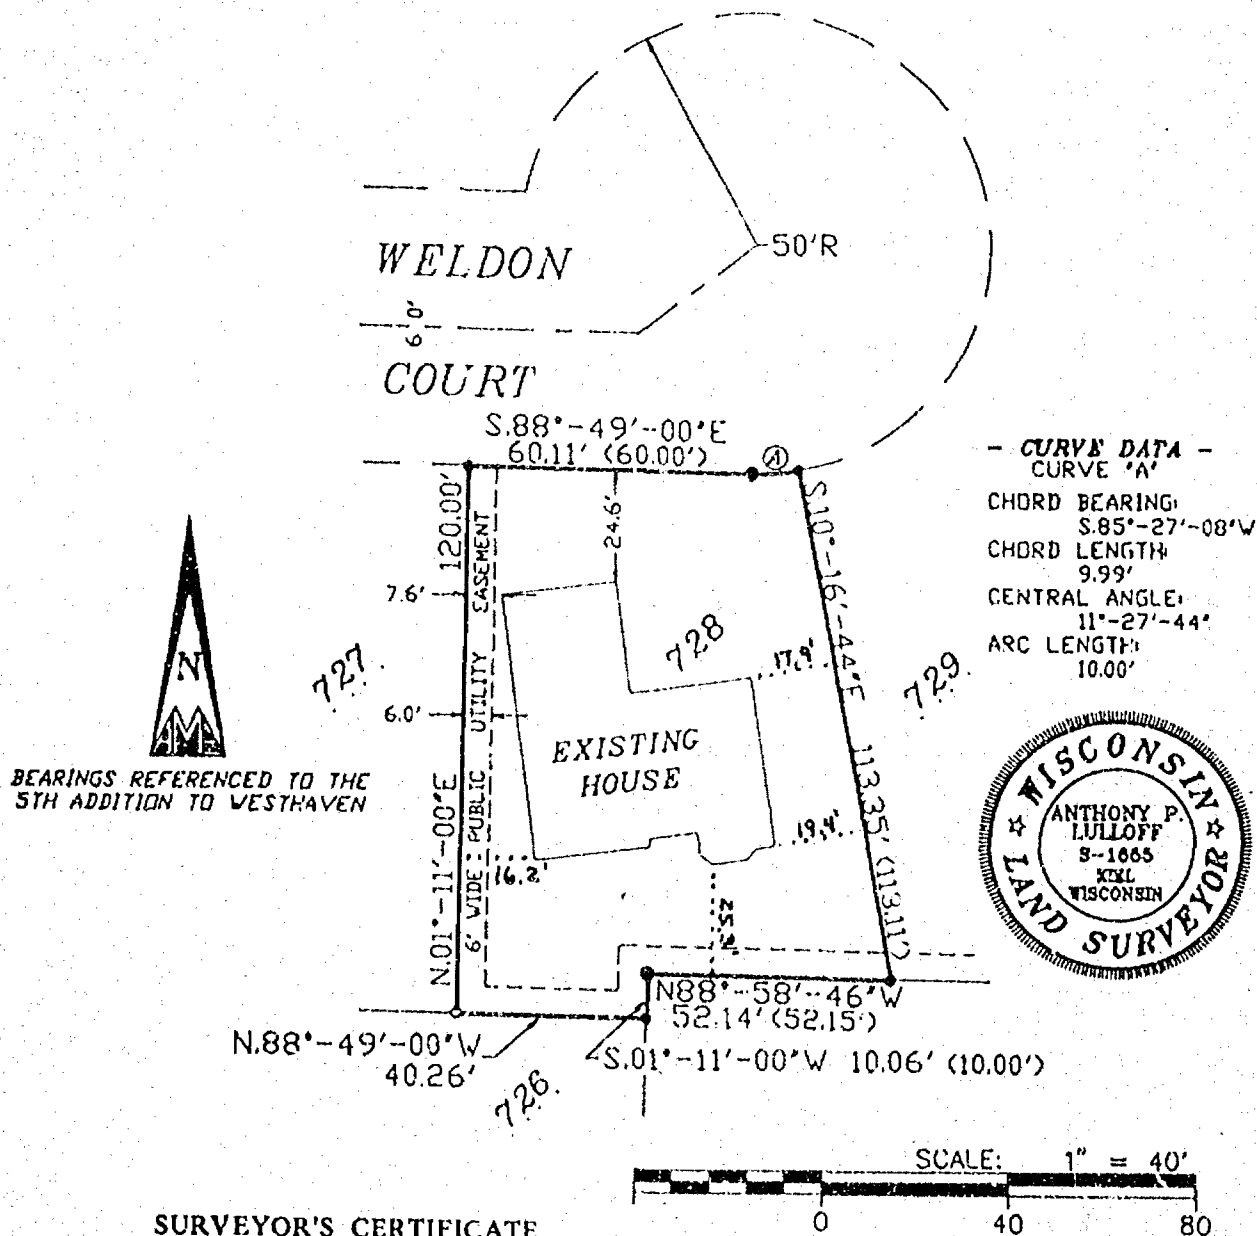 50'R
WELDON
60'
COURT
S.88°-49'-00"E
60.11' (60.00')
A
- CURVE DATA -
CURVE 'A'
CHORD BEARING:
S.85°-27'-08"W
CHORD LENGTH:
9.99'
CENTRAL ANGLE:
11°-27'-44"
ARC LENGTH:
10.00'
120.00'
N.01°-11'-00"E
6' WIDE PUBLIC UTILITY EASEMENT
24.6'
7.6'
6.0'
727
728
729
17.9'
S.10°-16'-44"E 113.35' (113.11')
EXISTING
HOUSE
19.4'
16.2'
N
BEARINGS REFERENCED TO THE
5TH ADDITION TO WESTHAVEN
WISCONSIN
ANTHONY P.
LULLOFF
S-1665
WISCONSIN
LAND SURVEYOR
N88°-58'-46"W
52.14' (52.15')
N.88°-49'-00"W
40.26'
S.01°-11'-00"W 10.06' (10.00')
726
SCALE: 1" = 40'
0 40 80
SURVEYOR'S CERTIFICATE